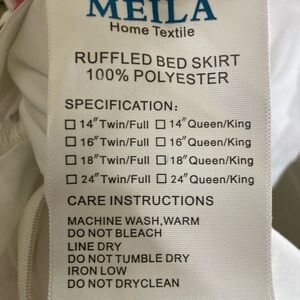 MEILA
Home Textile
RUFFLED BED SKIRT
100% POLYESTER
SPECIFICATION:
☐ 14″Twin/Full ☐ 14″Queen/King
☐ 16″Twin/Full ☐ 16″Queen/King
☐ 18″Twin/Full ☐ 18″Queen/King
☐ 24″Twin/Full ☐ 24″Queen/King
CARE INSTRUCTIONS
MACHINE WASH,WARM
DO NOT BLEACH
LINE DRY
DO NOT TUMBLE DRY
IRON LOW
DO NOT DRYCLEAN